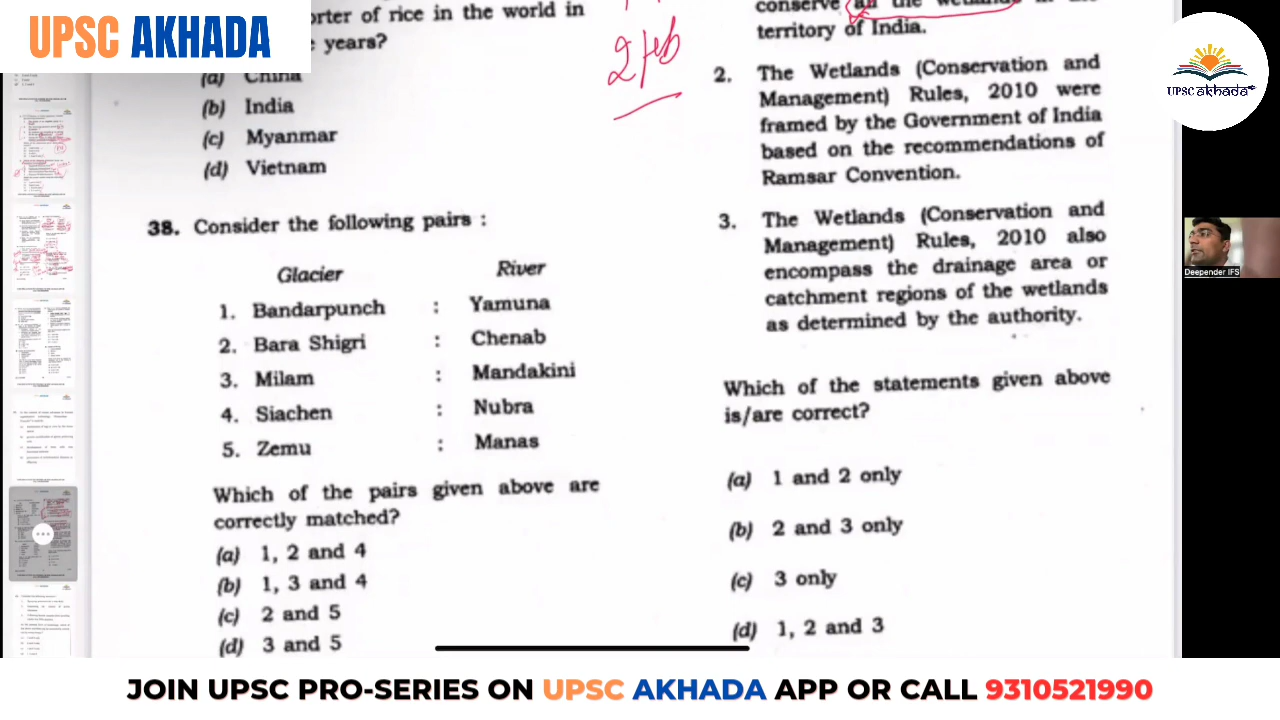 UPSC AKHADA
orter of rice in the world in
years?
(a) China
(b) India
(c) Myanmar
(d) Vietnam
38. Consider the following pairs :
Glacier River
1. Bandarpunch : Yamuna
2. Bara Shigri : Chenab
3. Milam : Mandakini
4. Siachen : Nubra
5. Zemu : Manas
Which of the pairs given above are
correctly matched?
(a) 1, 2 and 4
(b) 1, 3 and 4
(c) 2 and 5
(d) 3 and 5
2 Feb
conserve all the wetlands in the
territory of India.
2. The Wetlands (Conservation and
Management) Rules, 2010 were
framed by the Government of India
based on the recommendations of
Ramsar Convention.
3. The Wetlands (Conservation and
Management) Rules, 2010 also
encompass the drainage area or
catchment regions of the wetlands
as determined by the authority.
Which of the statements given above
is/are correct?
(a) 1 and 2 only
(b) 2 and 3 only
(c) 3 only
(d) 1, 2 and 3
UPSC akhada
Deepender IFS
JOIN UPSC PRO-SERIES ON UPSC AKHADA APP OR CALL 9310521990